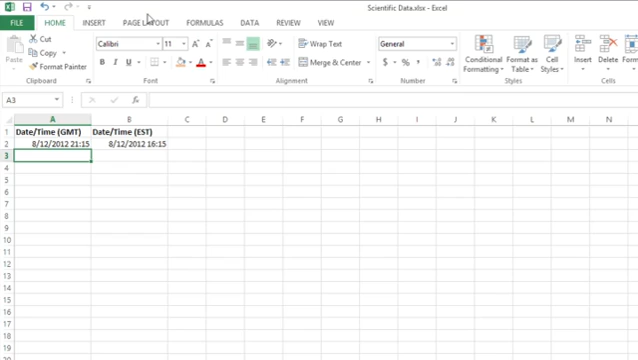 Scientific Data.xlsx - Excel
FILE HOME INSERT PAGE LAYOUT FORMULAS DATA REVIEW VIEW
Cut
Calibri 11 A A Wrap Text General
Copy
Paste Format Painter B I U A Merge & Center $ % , Conditional Formatting Format as Table Cell Styles Insert Delete
Clipboard Font Alignment Number Styles Cells
A3 fx
A B C D E F G H I J K L M N
1 Date/Time (GMT) Date/Time (EST)
2 8/12/2012 21:15 8/12/2012 16:15
3
4
5
6
7
8
9
10
11
12
13
14
15
16
17
18
19
20